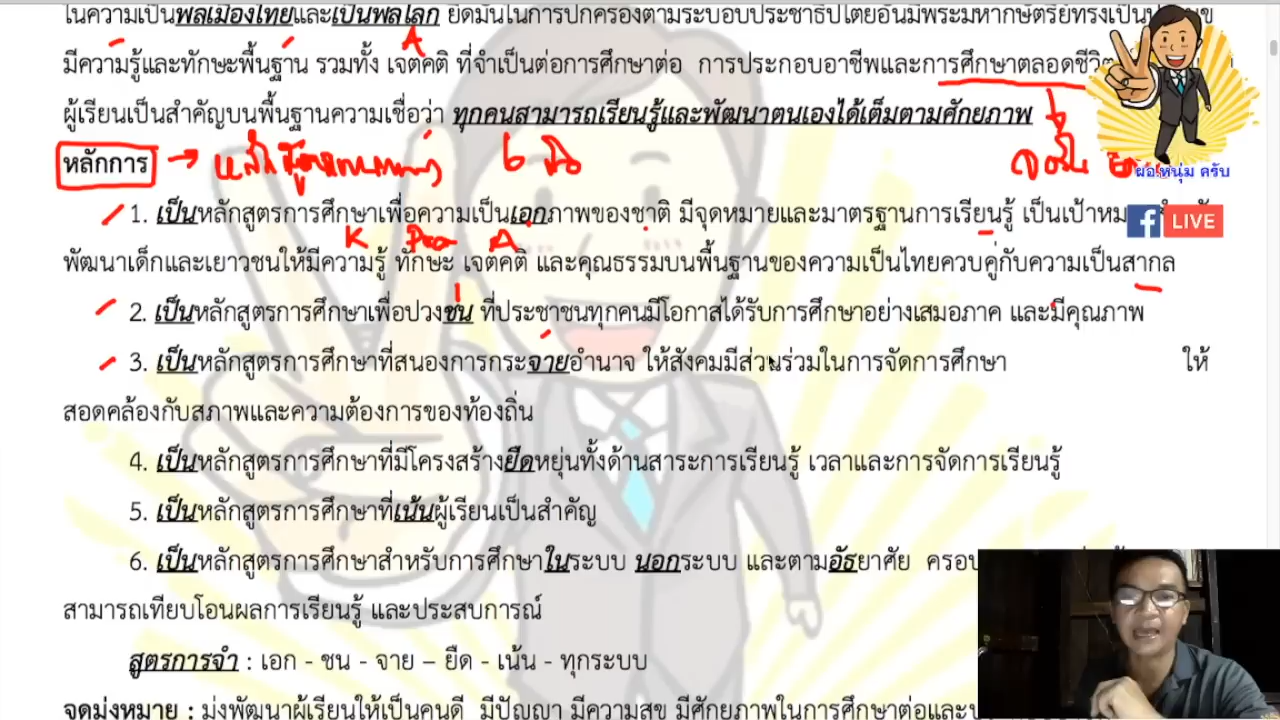 ในความเป็นพลเมืองไทยและเป็นพลโลก ยึดมั่นในการปกครองตามระบอบประชาธิปไตยอันมีพระมหากษัตริย์ทรงเป็น
มีความรู้และทักษะพื้นฐาน รวมทั้ง เจตคติ ที่จำเป็นต่อการศึกษาต่อ การประกอบอาชีพและการศึกษาตลอดชีวิต
ผู้เรียนเป็นสำคัญบนพื้นฐานความเชื่อว่า ทุกคนสามารถเรียนรู้และพัฒนาตนเองได้เต็มตามศักยภาพ
A
หลักการ → 6 ข้อ
ผอ.หนุ่ม ครับ
1. เป็นหลักสูตรการศึกษาเพื่อความเป็นเอกภาพของชาติ มีจุดหมายและมาตรฐานการเรียนรู้ เป็นเป้าหม
f LIVE
K A
พัฒนาเด็กและเยาวชนให้มีความรู้ ทักษะ เจตคติ และคุณธรรมบนพื้นฐานของความเป็นไทยควบคู่กับความเป็นสากล
2. เป็นหลักสูตรการศึกษาเพื่อปวงชน ที่ประชาชนทุกคนมีโอกาสได้รับการศึกษาอย่างเสมอภาค และมีคุณภาพ
3. เป็นหลักสูตรการศึกษาที่สนองการกระจายอำนาจ ให้สังคมมีส่วนร่วมในการจัดการศึกษา ให้
สอดคล้องกับสภาพและความต้องการของท้องถิ่น
4. เป็นหลักสูตรการศึกษาที่มีโครงสร้างยืดหยุ่นทั้งด้านสาระการเรียนรู้ เวลาและการจัดการเรียนรู้
5. เป็นหลักสูตรการศึกษาที่เน้นผู้เรียนเป็นสำคัญ
6. เป็นหลักสูตรการศึกษาสำหรับการศึกษาในระบบ นอกระบบ และตามอัธยาศัย ครอบ
สามารถเทียบโอนผลการเรียนรู้ และประสบการณ์
สูตรการจำ : เอก - ชน - จาย – ยืด - เน้น - ทุกระบบ
จุดมุ่งหมาย : มุ่งพัฒนาผู้เรียนให้เป็นคนดี มีปัญญา มีความสุข มีศักยภาพในการศึกษาต่อและ